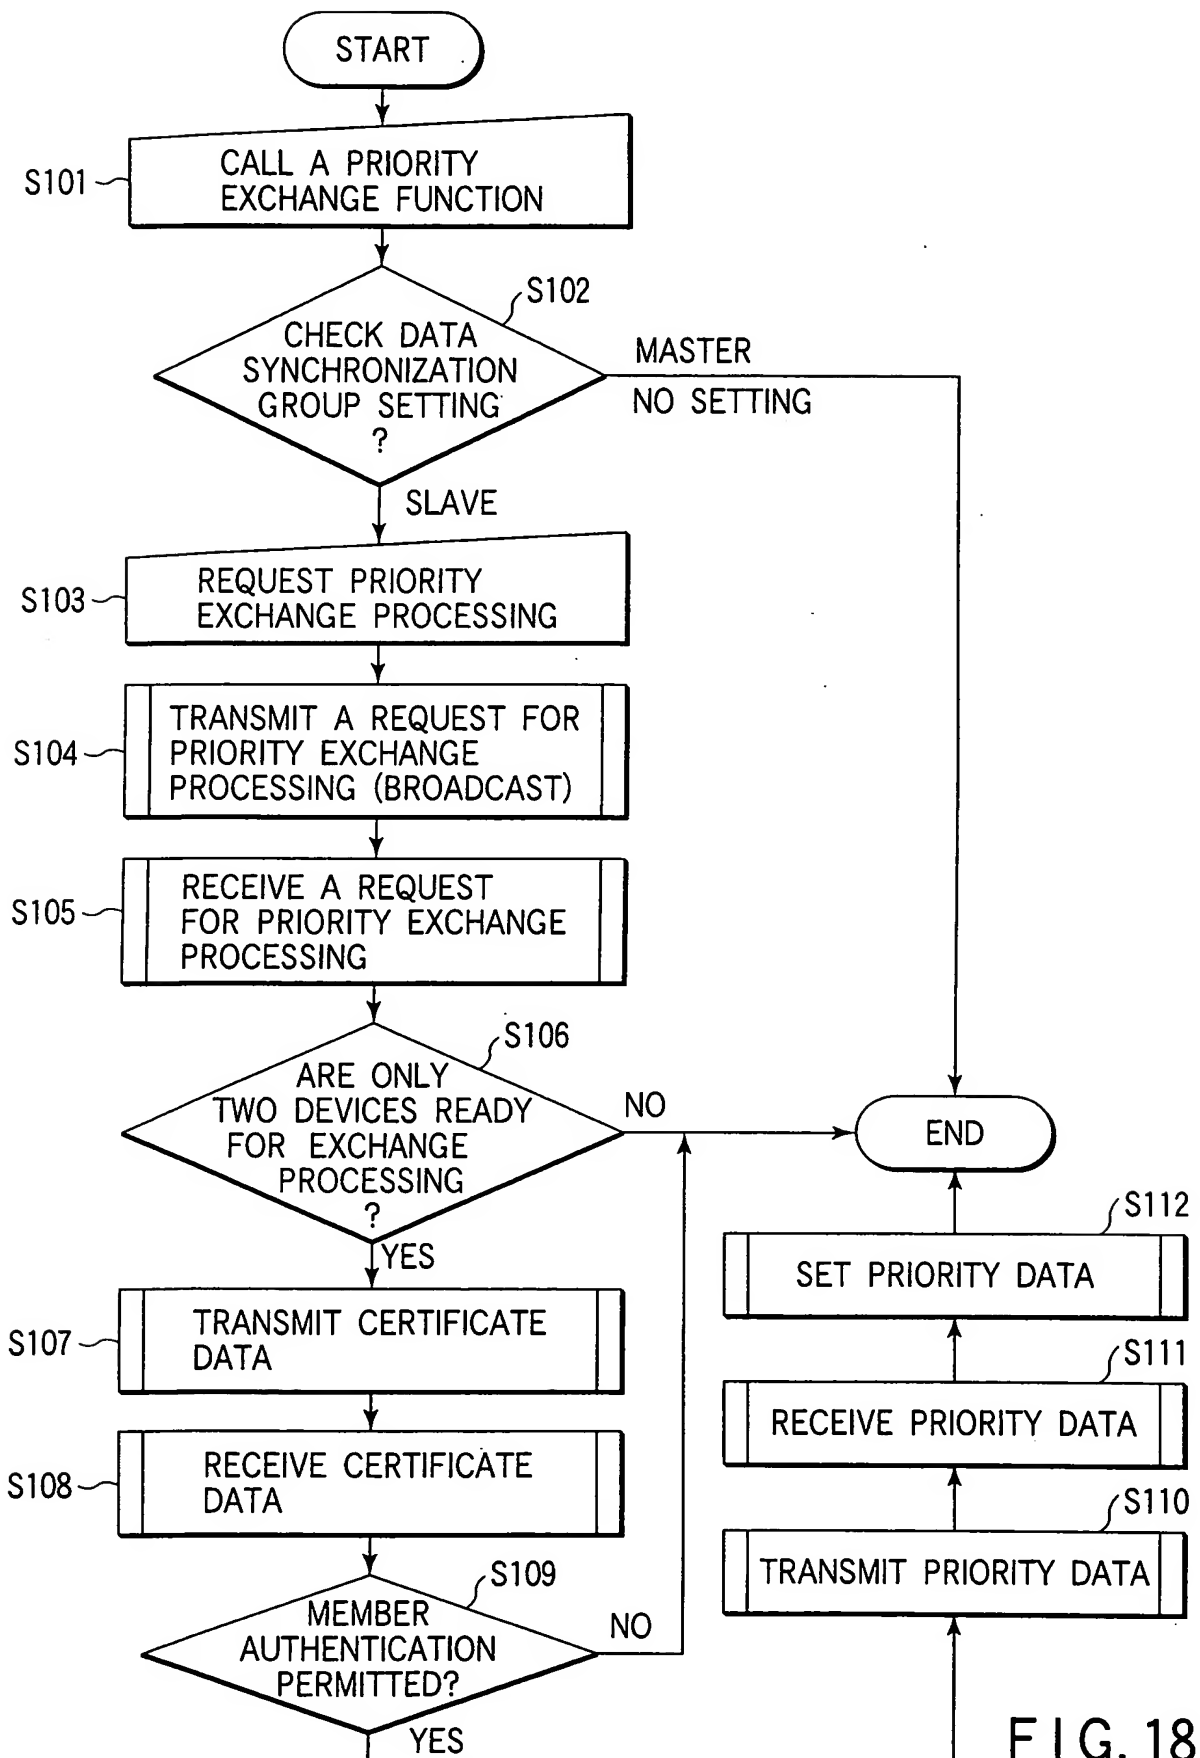 START
S101
CALL A PRIORITY
EXCHANGE FUNCTION
S102
CHECK DATA
SYNCHRONIZATION
GROUP SETTING
?
MASTER
NO SETTING
SLAVE
S103
REQUEST PRIORITY
EXCHANGE PROCESSING
S104
TRANSMIT A REQUEST FOR
PRIORITY EXCHANGE
PROCESSING (BROADCAST)
S105
RECEIVE A REQUEST
FOR PRIORITY EXCHANGE
PROCESSING
S106
ARE ONLY
TWO DEVICES READY
FOR EXCHANGE
PROCESSING
?
NO
END
YES
S107
TRANSMIT CERTIFICATE
DATA
S108
RECEIVE CERTIFICATE
DATA
S109
MEMBER
AUTHENTICATION
PERMITTED?
NO
YES
S112
SET PRIORITY DATA
S111
RECEIVE PRIORITY DATA
S110
TRANSMIT PRIORITY DATA
FIG. 18